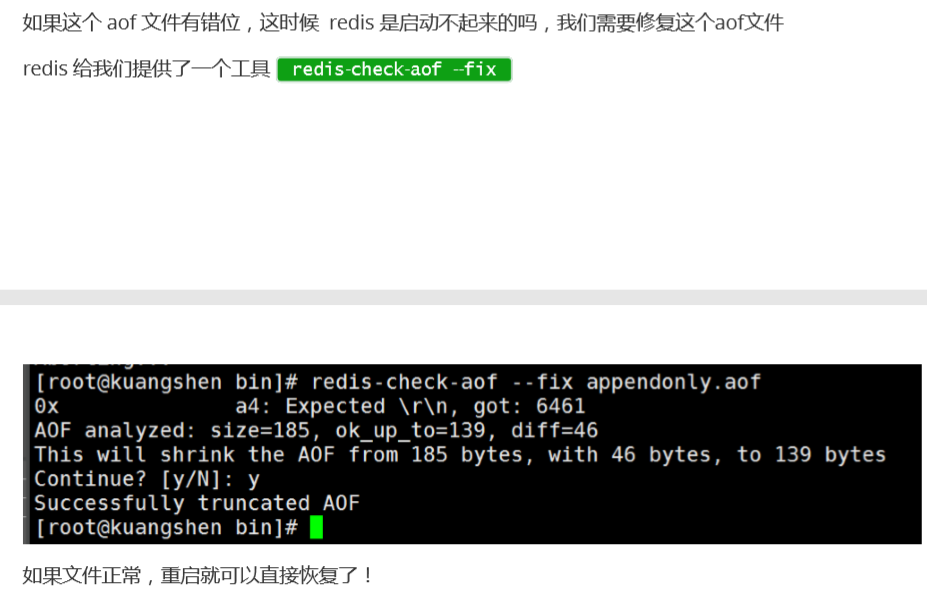 如果这个 aof 文件有错位，这时候 redis 是启动不起来的吗，我们需要修复这个aof文件
redis 给我们提供了一个工具 redis-check-aof --fix
[root@kuangshen bin]# redis-check-aof --fix appendonly.aof
0x              a4: Expected \r\n, got: 6461
AOF analyzed: size=185, ok_up_to=139, diff=46
This will shrink the AOF from 185 bytes, with 46 bytes, to 139 bytes
Continue? [y/N]: y
Successfully truncated AOF
[root@kuangshen bin]#
如果文件正常，重启就可以直接恢复了！